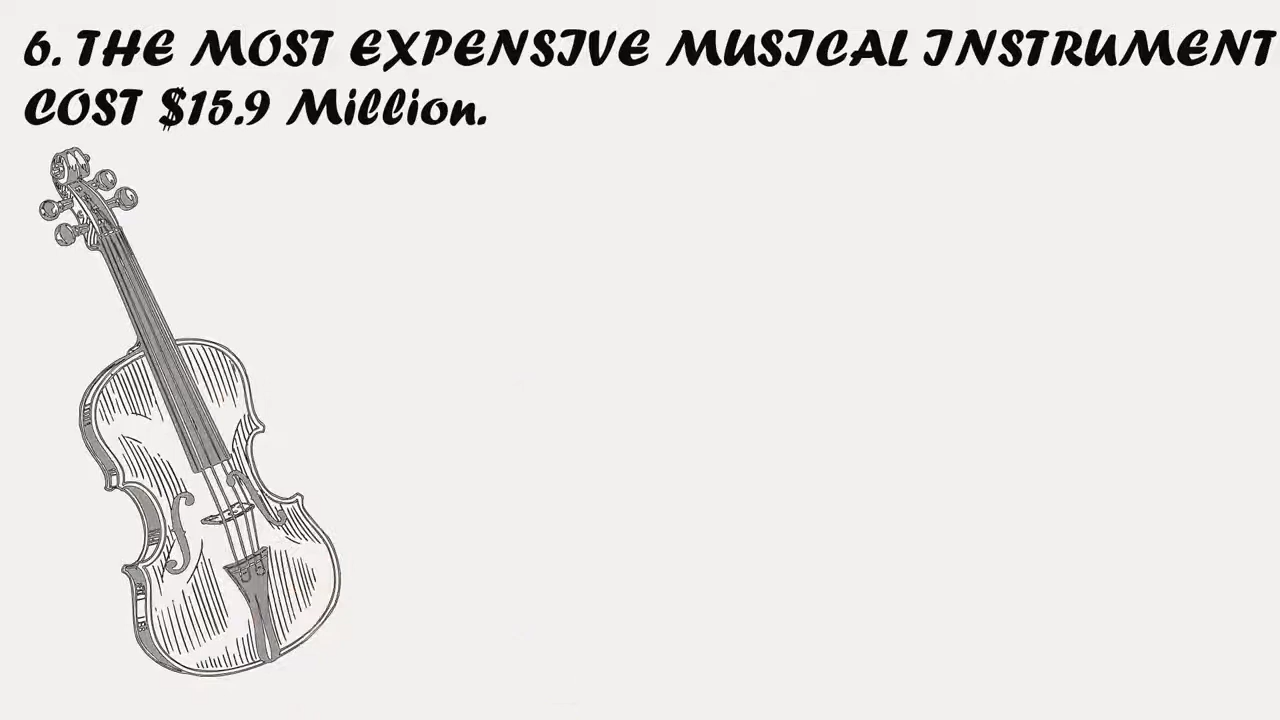 6. THE MOST EXPENSIVE MUSICAL INSTRUMENT
COST $15.9 Million.